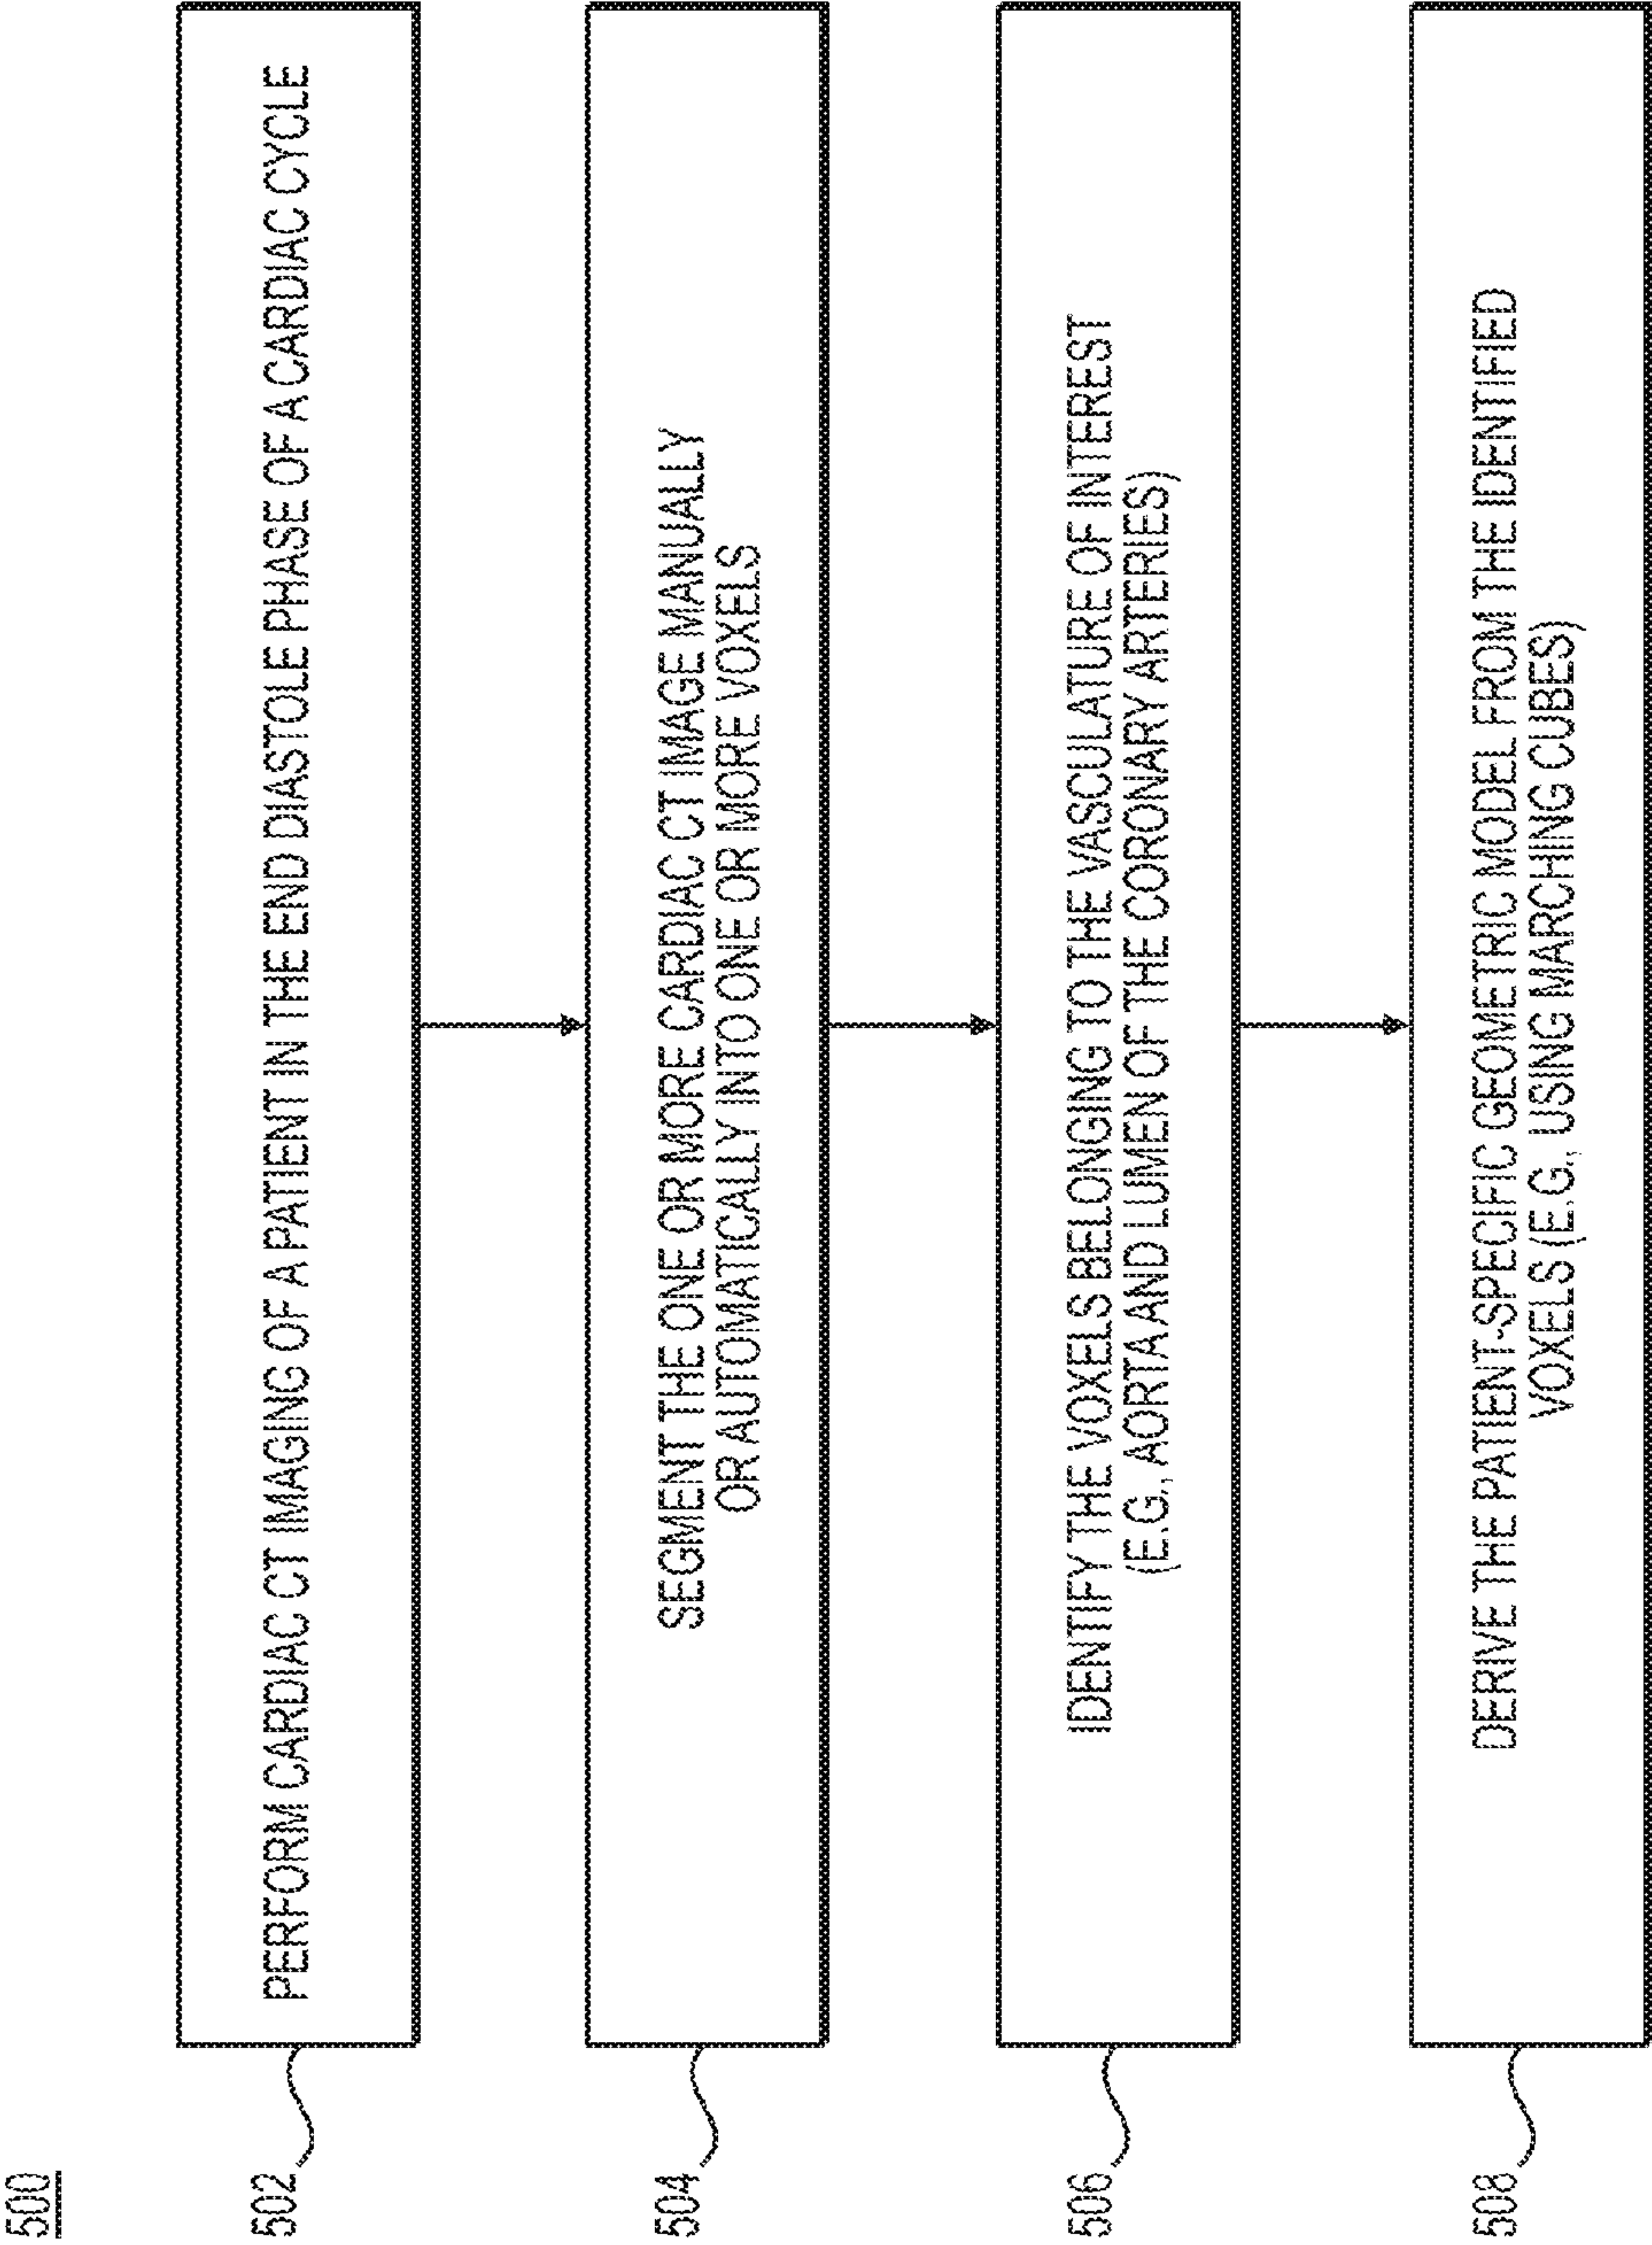 500
502
PERFORM CARDIAC CT IMAGING OF A PATIENT IN THE END DIASTOLE PHASE OF A CARDIAC CYCLE
504
SEGMENT THE ONE OR MORE CARDIAC CT IMAGE MANUALLY
OR AUTOMATICALLY INTO ONE OR MORE VOXELS
506
IDENTIFY THE VOXELS BELONGING TO THE VASCULATURE OF INTEREST
(E.G., AORTA AND LUMEN OF THE CORONARY ARTERIES)
508
DERIVE THE PATIENT-SPECIFIC GEOMETRIC MODEL FROM THE IDENTIFIED
VOXELS (E.G., USING MARCHING CUBES)